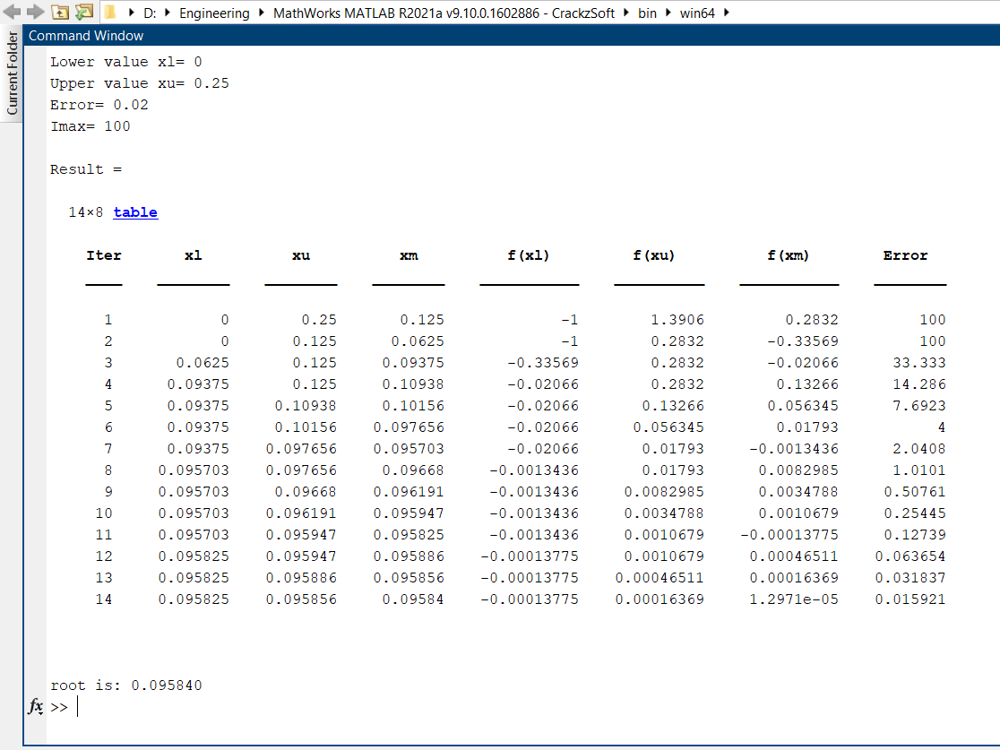 D: Engineering MathWorks MATLAB R2021a v9.10.0.1602886 - CrackzSoft bin win64
Current Folder
Command Window
Lower value xl= 0
Upper value xu= 0.25
Error= 0.02
Imax= 100
Result =
14×8 table
Iter xl xu xm f(xl) f(xu) f(xm) Error
1 0 0.25 0.125 -1 1.3906 0.2832 100
2 0 0.125 0.0625 -1 0.2832 -0.33569 100
3 0.0625 0.125 0.09375 -0.33569 0.2832 -0.02066 33.333
4 0.09375 0.125 0.10938 -0.02066 0.2832 0.13266 14.286
5 0.09375 0.10938 0.10156 -0.02066 0.13266 0.056345 7.6923
6 0.09375 0.10156 0.097656 -0.02066 0.056345 0.01793 4
7 0.09375 0.097656 0.095703 -0.02066 0.01793 -0.0013436 2.0408
8 0.095703 0.097656 0.09668 -0.0013436 0.01793 0.0082985 1.0101
9 0.095703 0.09668 0.096191 -0.0013436 0.0082985 0.0034788 0.50761
10 0.095703 0.096191 0.095947 -0.0013436 0.0034788 0.0010679 0.25445
11 0.095703 0.095947 0.095825 -0.0013436 0.0010679 -0.00013775 0.12739
12 0.095825 0.095947 0.095886 -0.00013775 0.0010679 0.00046511 0.063654
13 0.095825 0.095886 0.095856 -0.00013775 0.00046511 0.00016369 0.031837
14 0.095825 0.095856 0.09584 -0.00013775 0.00016369 1.2971e-05 0.015921
root is: 0.095840
fx >>